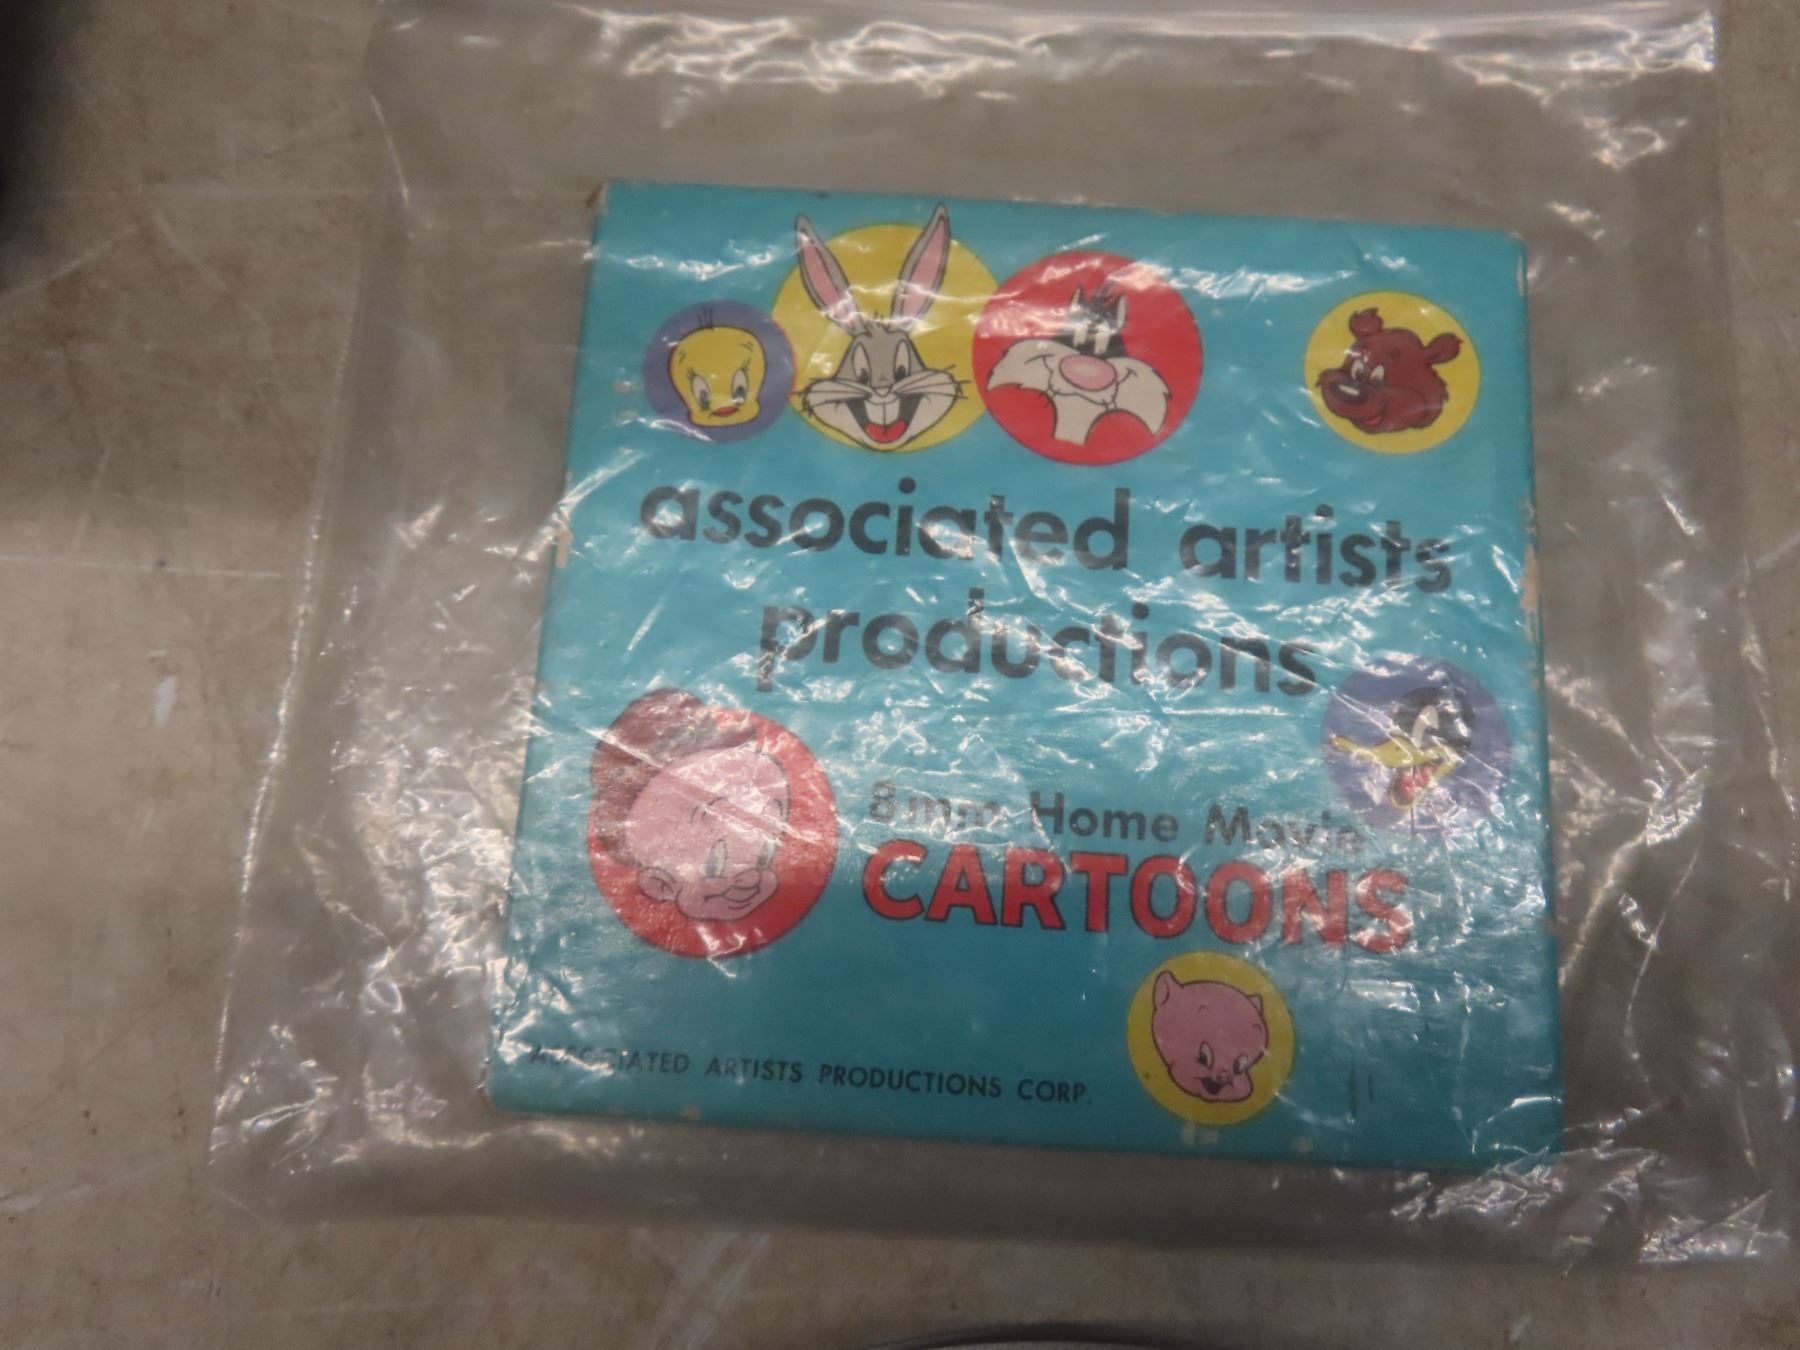 associated artists
productions
8mm Home Movie
CARTOONS
ASSOCIATED ARTISTS PRODUCTIONS CORP.